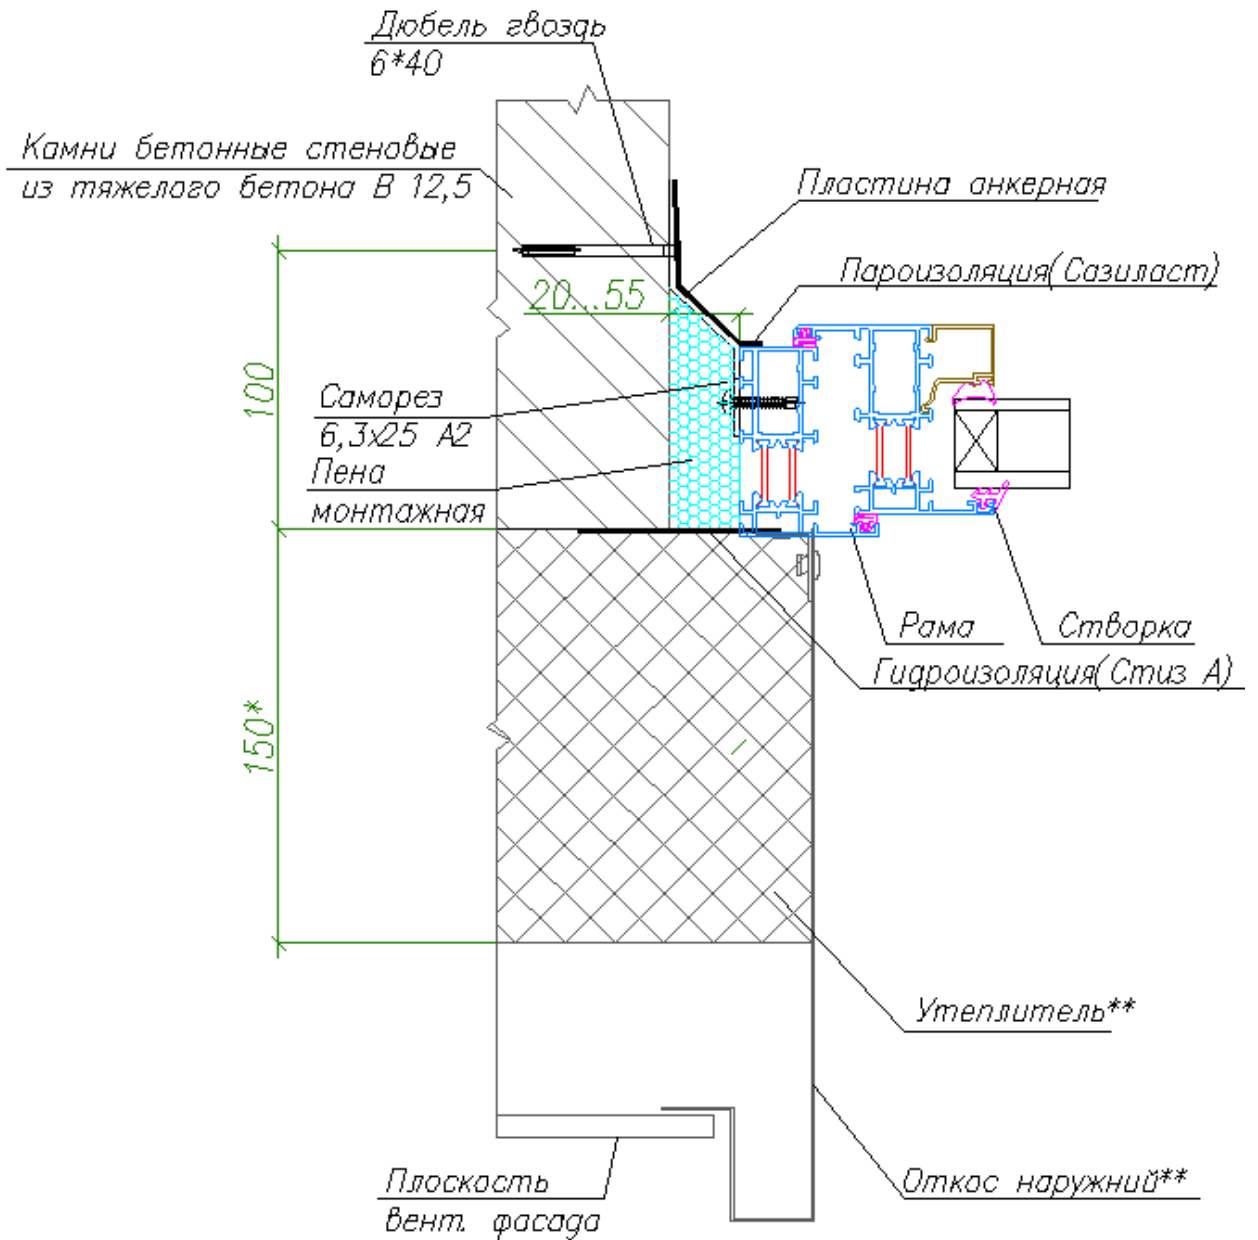 Дюбель гвоздь
6*40
Камни бетонные стеновые
из тяжелого бетона В 12,5
Пластина анкерная
Пароизоляция(Сазиласт)
20...55
100
Саморез
6,3х25 А2
Пена
монтажная
Рама
Створка
Гидроизоляция(Стиз А)
150*
Утеплитель**
Откос наружний**
Плоскость
вент. фасада